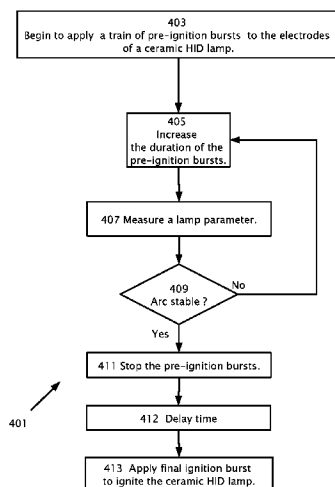 403
Begin to apply a train of pre-ignition bursts to the electrodes
of a ceramic HID lamp.
405
Increase
the duration of the
pre-ignition bursts.
407 Measure a lamp parameter.
409
Arc stable ?
No
Yes
411 Stop the pre-ignition bursts.
412 Delay time
401
413 Apply final ignition burst
to ignite the ceramic HID lamp.